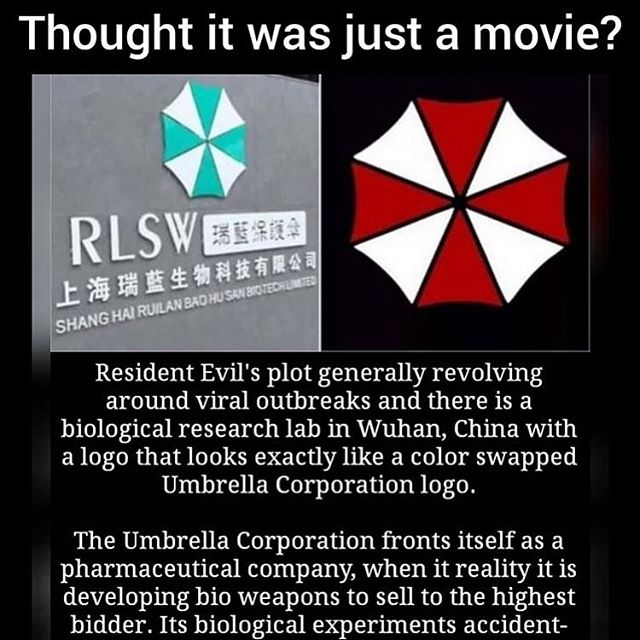 Thought it was just a movie?
RLSW 瑞藍保護傘
上海瑞藍生物科技有限公司
SHANG HAI RUILAN BAO HU SAN BIOTECH LIMITED
Resident Evil's plot generally revolving
around viral outbreaks and there is a
biological research lab in Wuhan, China with
a logo that looks exactly like a color swapped
Umbrella Corporation logo.
The Umbrella Corporation fronts itself as a
pharmaceutical company, when it reality it is
developing bio weapons to sell to the highest
bidder. Its biological experiments accident-